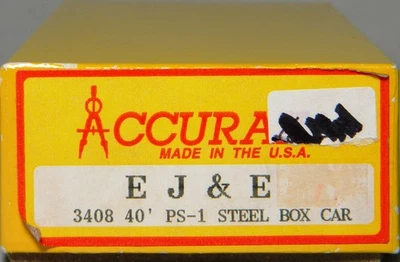 ACCURA
MADE IN THE U.S.A.
E J & E
3408 40' PS-1 STEEL BOX CAR